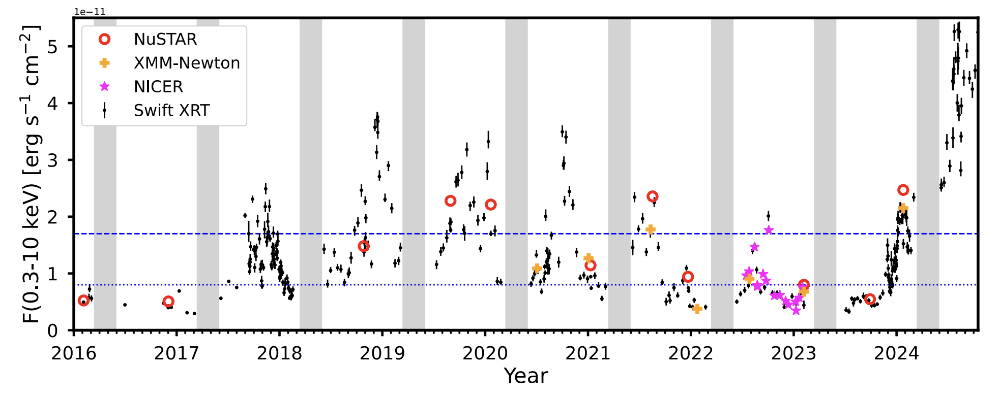 1e−11
NuSTAR
XMM-Newton
NICER
Swift XRT
F(0.3-10 keV) [erg s⁻¹ cm⁻²]
5
4
3
2
1
0
2016 2017 2018 2019 2020 2021 2022 2023 2024
Year